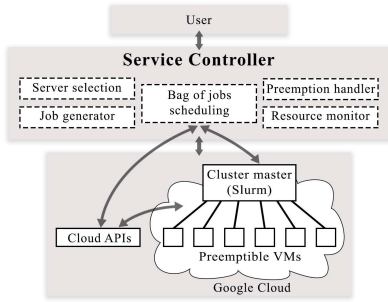 User
Service Controller
Server selection
Job generator
Bag of jobs
scheduling
Preemption handler
Resource monitor
Cluster master
(Slurm)
Cloud APIs
Preemptible VMs
Google Cloud